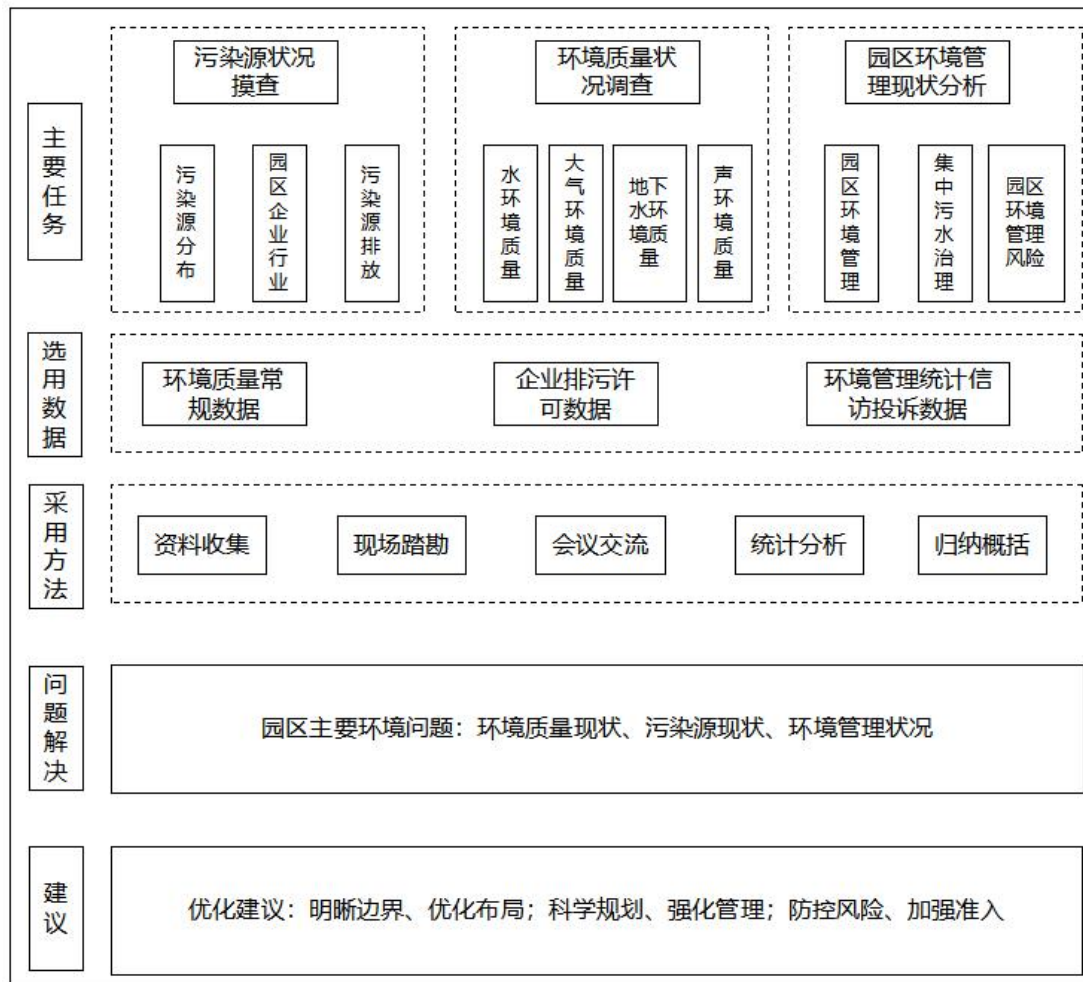 主要任务
污染源状况
摸查
环境质量状
况调查
园区环境管
理现状分析
污染源分布
园区企业行业
污染源排放
水环境质量
大气环境质量
地下
水环
境质
量
声环境质量
园区环境管理
集中污水治理
园区
环境
管理
风险
选用数据
环境质量常
规数据
企业排污许
可数据
环境管理统计信
访投诉数据
采用方法
资料收集
现场踏勘
会议交流
统计分析
归纳概括
问题解决
园区主要环境问题：环境质量现状、污染源现状、环境管理状况
建议
优化建议：明晰边界、优化布局；科学规划、强化管理；防控风险、加强准入